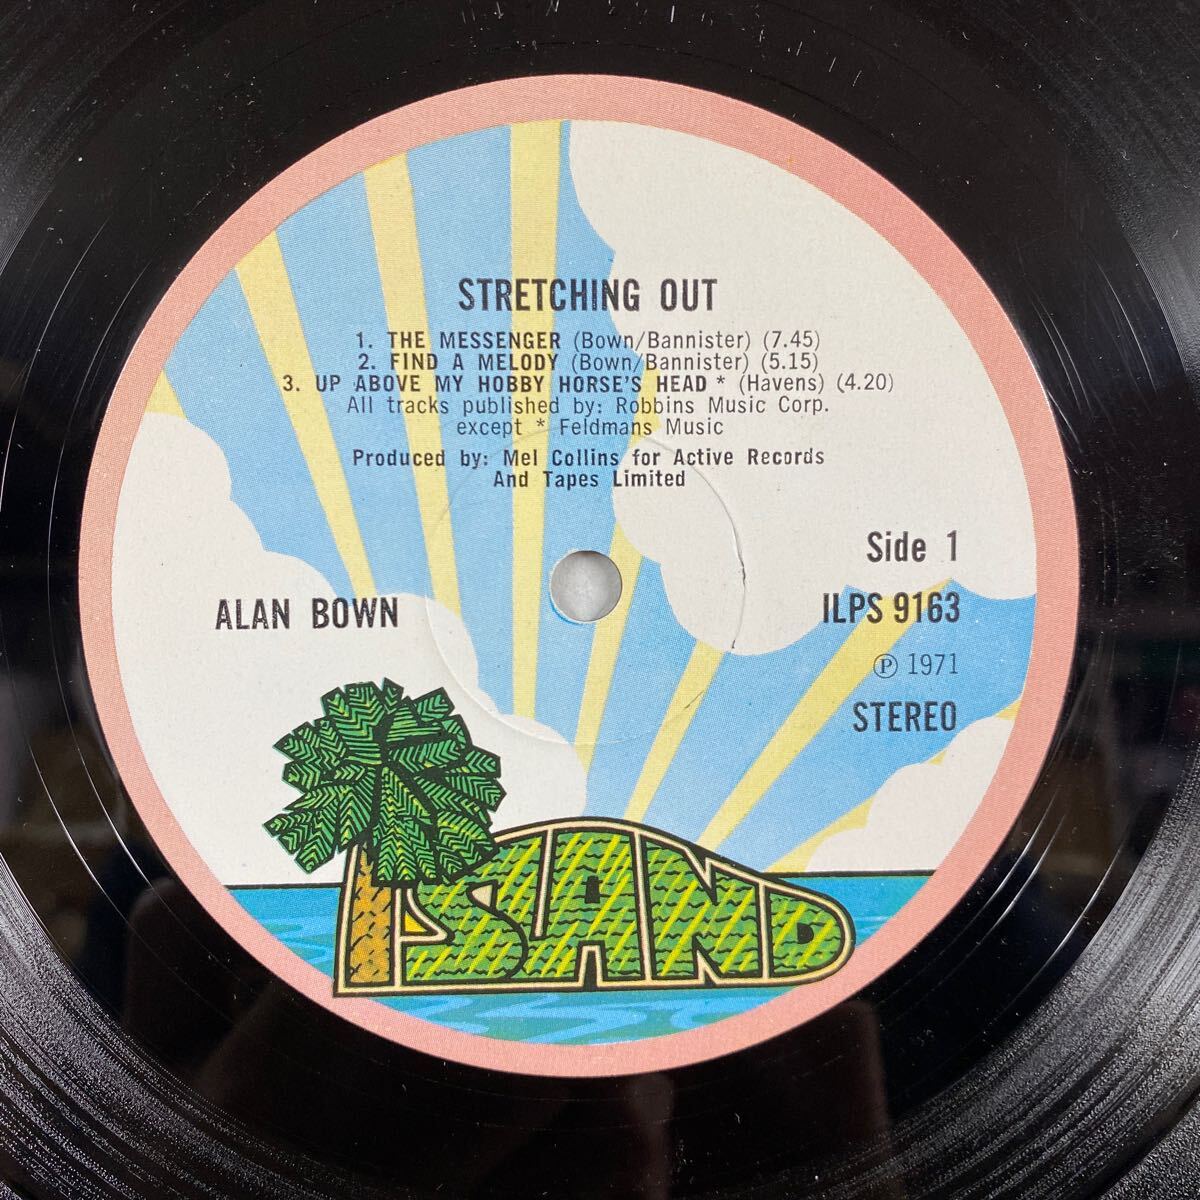 STRETCHING OUT
1. THE MESSENGER (Bown/Bannister) (7.45)
2. FIND A MELODY (Bown/Bannister) (5.15)
3. UP ABOVE MY HOBBY HORSE'S HEAD * (Havens) (4.20)
All tracks published by: Robbins Music Corp.
except * Feldmans Music
Produced by: Mel Collins for Active Records
And Tapes Limited
Side 1
ALAN BOWN
ILPS 9163
℗ 1971
STEREO
ISLAND